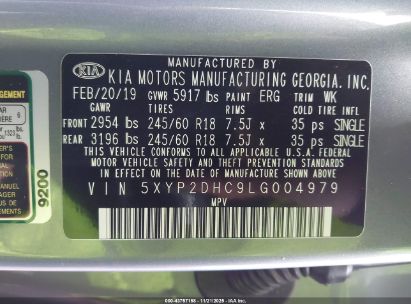 MANUFACTURED BY
KIA KIA MOTORS MANUFACTURING GEORGIA, INC.
FEB/20/19 GVWR 5917 lbs PAINT ERG TRIM WK
GAWR TIRES RIMS COLD TIRE INFL
FRONT 2954 lbs 245/60 R18 7.5J x 35 psi SINGLE
REAR 3196 lbs 245/60 R18 7.5J x 35 psi SINGLE
THIS VEHICLE CONFORMS TO ALL APPLICABLE U.S.A. FEDERAL
MOTOR VEHICLE SAFETY AND THEFT PREVENTION STANDARDS
IN EFFECT ON THE DATE OF MANUFACTURE SHOWN ABOVE.
VIN 5XYP2DHC9LG004979
MPV
9200